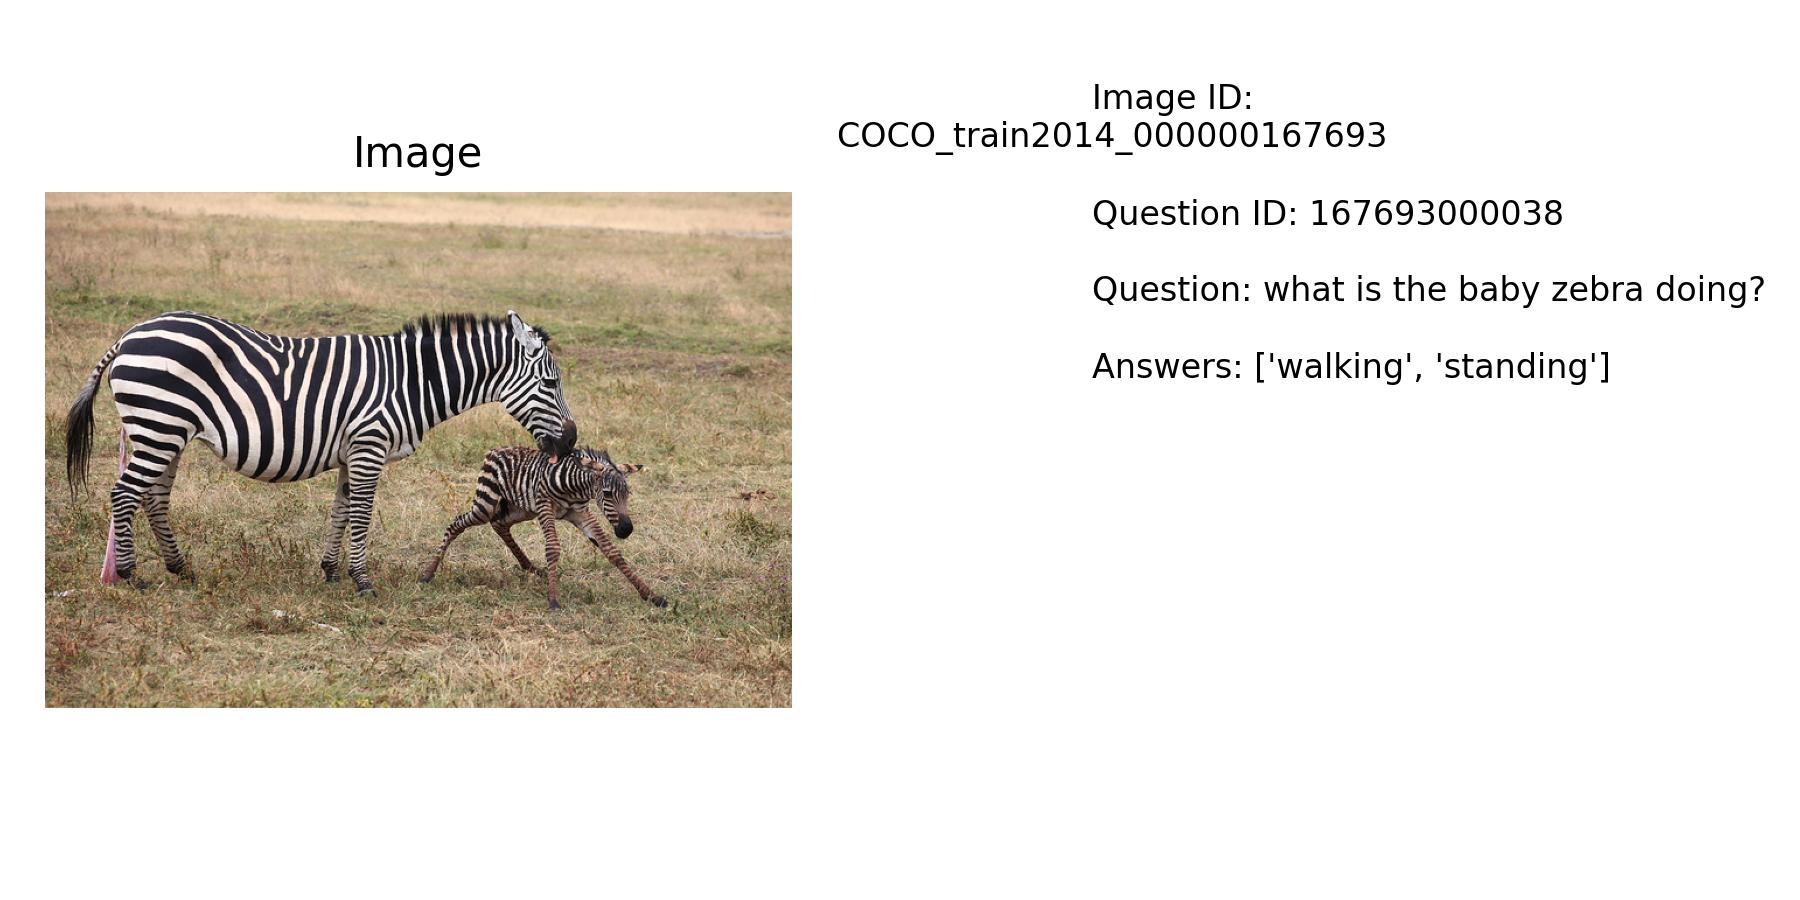 Image
Image ID:
COCO_train2014_000000167693
Question ID: 167693000038
Question: what is the baby zebra doing?
Answers: ['walking', 'standing']